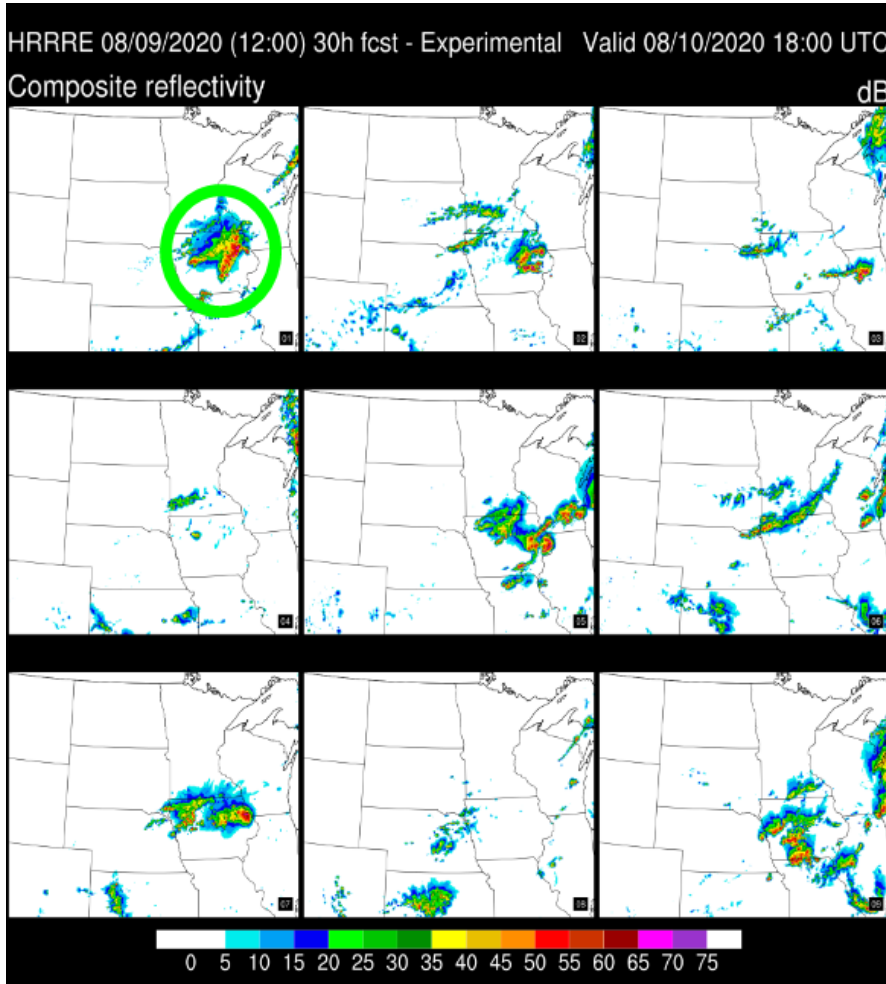 HRRRE 08/09/2020 (12:00) 30h fcst - Experimental Valid 08/10/2020 18:00 UTC
Composite reflectivity dB
01 02 03
04 05 06
07 08 09
0 5 10 15 20 25 30 35 40 45 50 55 60 65 70 75